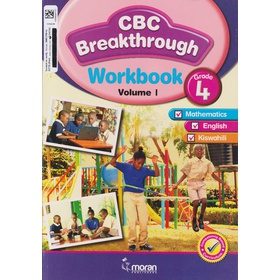 CBC
Breakthrough
Workbook
Volume 1
Grade
4
Mathematics
English
Kiswahili
moran